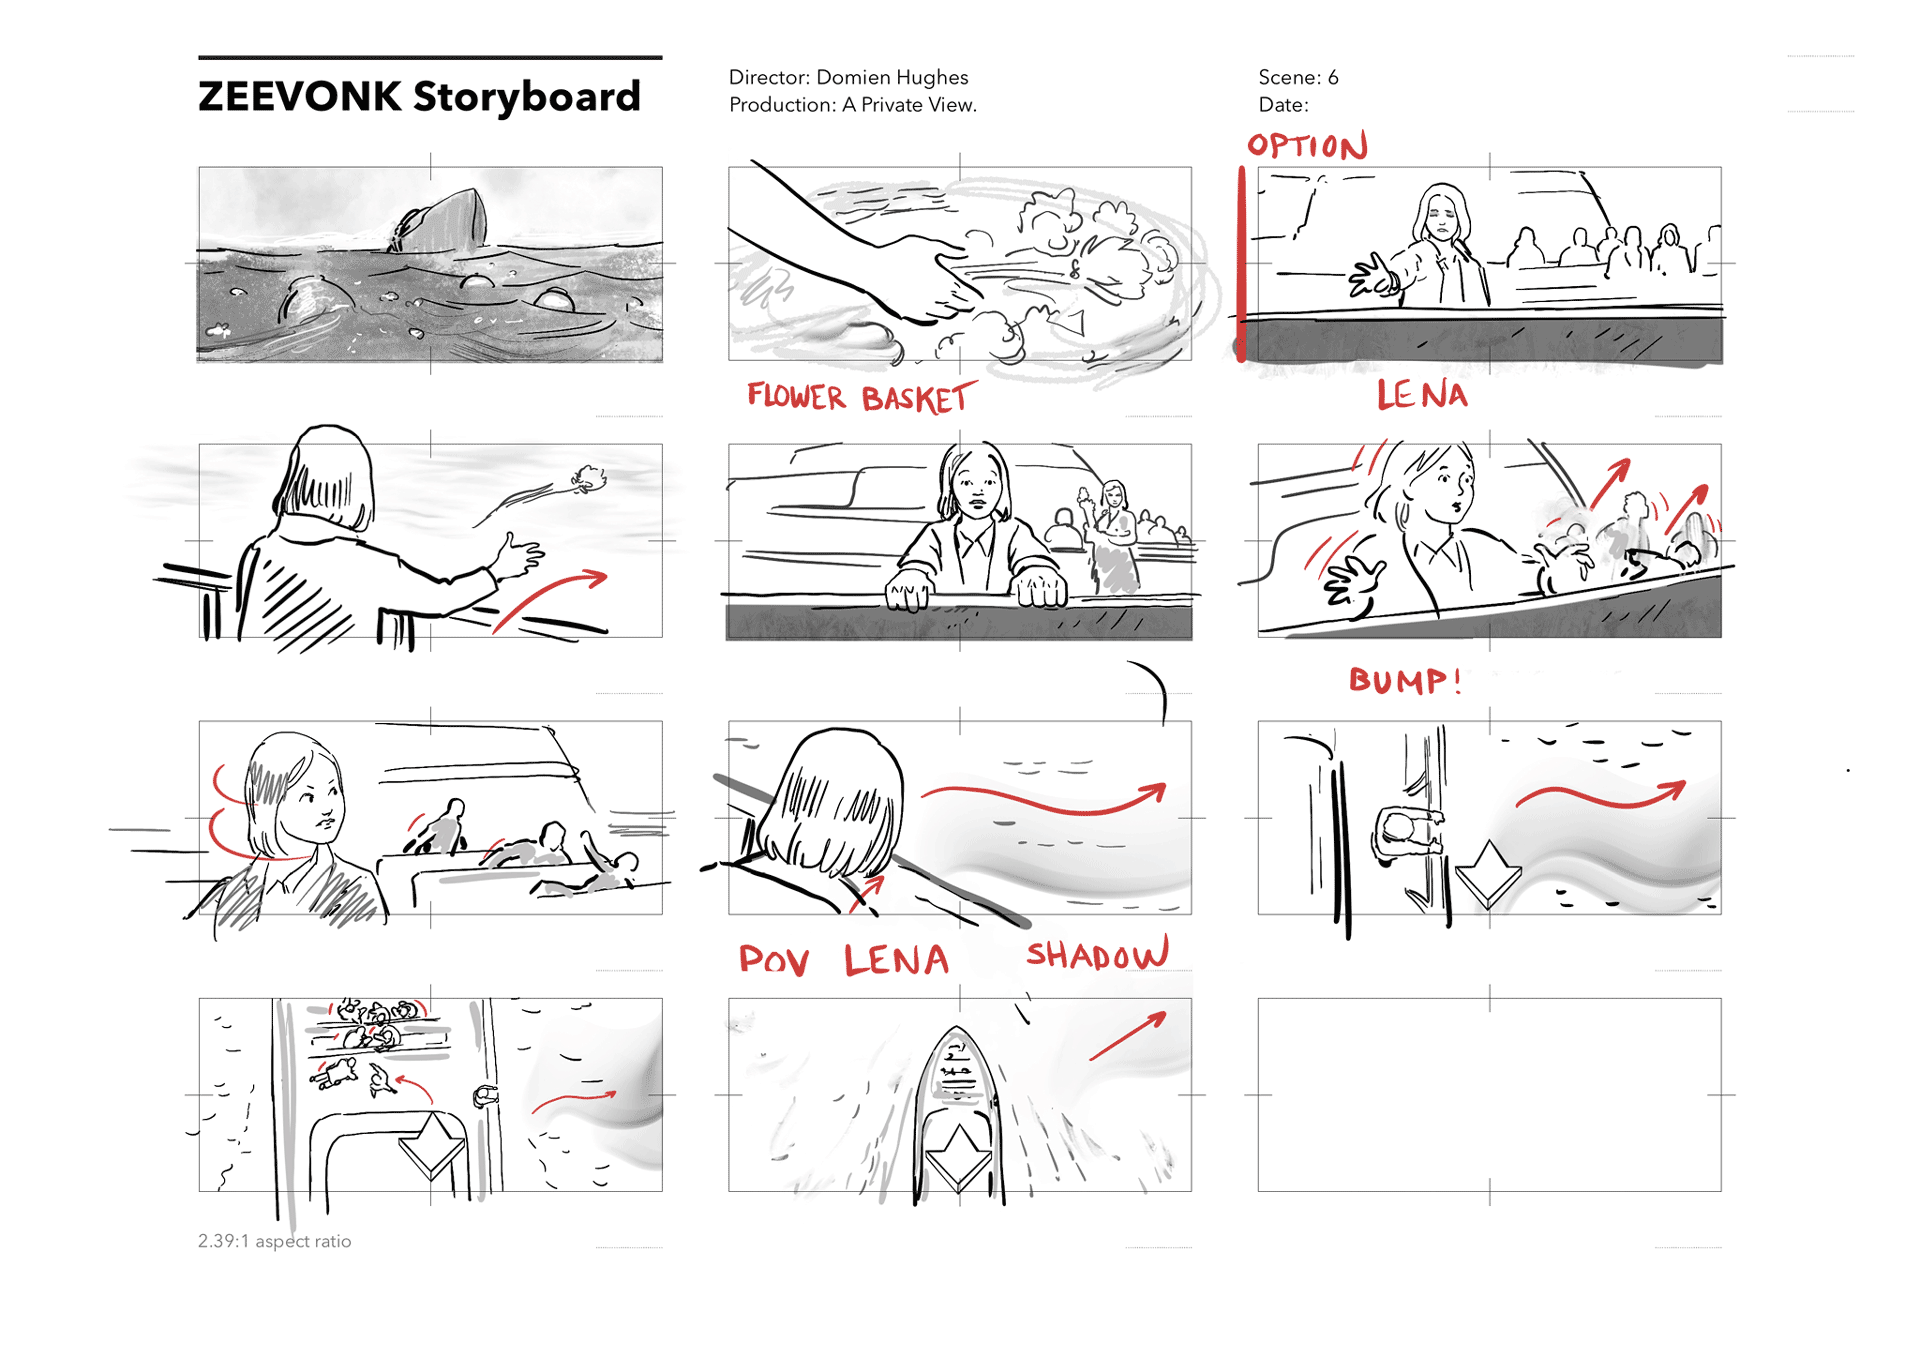 ZEEVONK Storyboard
Director: Domien Hughes
Production: A Private View.
Scene: 6
Date:
OPTION
FLOWER BASKET
LENA
BUMP!
POV LENA
SHADOW
2.39:1 aspect ratio